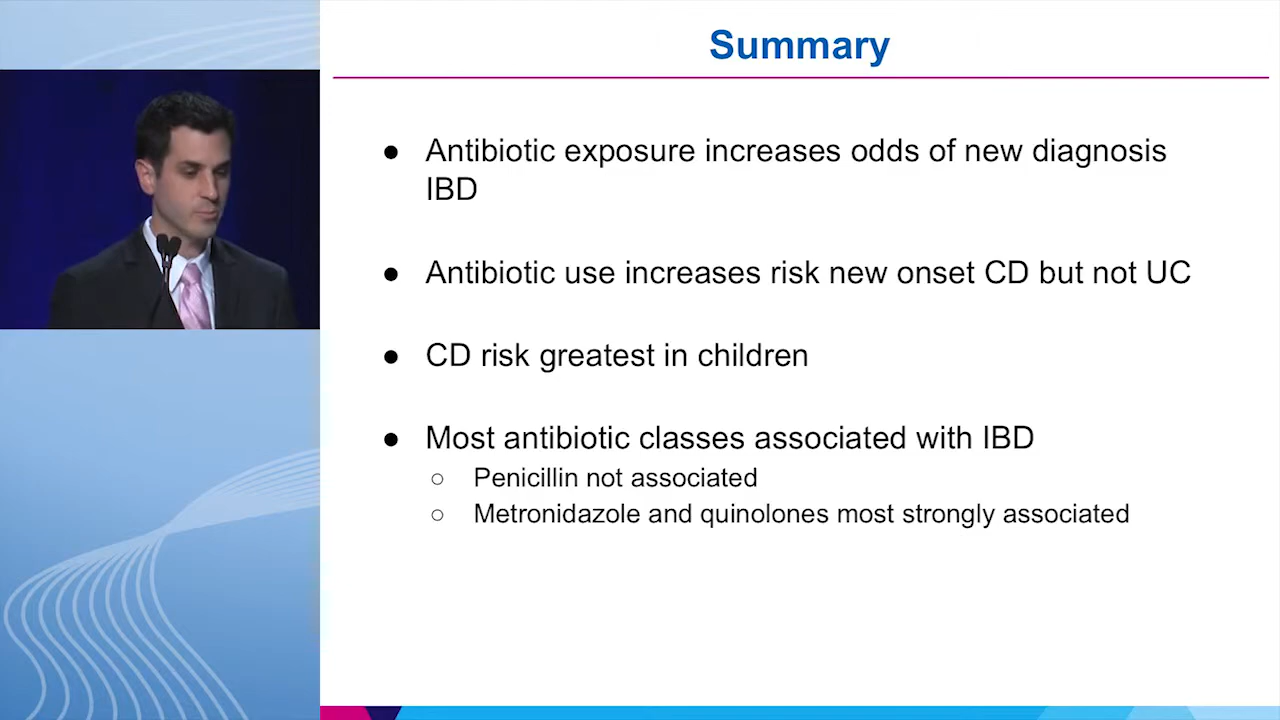 Summary
● Antibiotic exposure increases odds of new diagnosis
IBD
● Antibiotic use increases risk new onset CD but not UC
● CD risk greatest in children
● Most antibiotic classes associated with IBD
○ Penicillin not associated
○ Metronidazole and quinolones most strongly associated